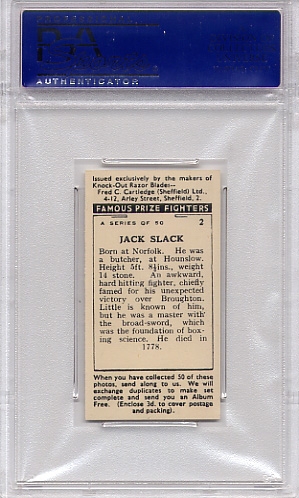 PROFESSIONAL
PSA
AUTHENTICATOR
Issued exclusively by the makers of
Knock-Out Razor Blades—
Fred C. Cartledge (Sheffield) Ltd.,
4-12, Arley Street, Sheffield, 2.
FAMOUS PRIZE FIGHTERS
A SERIES OF 50 2
JACK SLACK
Born at Norfolk. He was
a butcher, at Hounslow.
Height 5ft. 8½ins., weight
14 stone. An awkward,
hard hitting fighter, chiefly
famed for his unexpected
victory over Broughton.
Little is known of him,
but he was a master with
the broad-sword, which
was the foundation of box-
ing science. He died in
1778.
When you have collected 50 of these
photos, send along to us. We will
exchange duplicates to make set
complete and send you an Album
Free. (Enclose 3d. to cover postage
and packing).